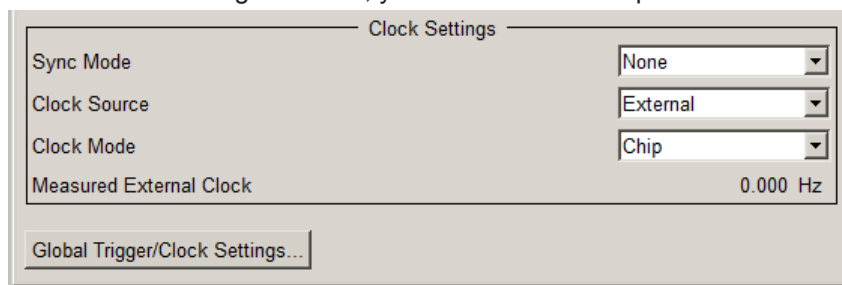 Clock Settings
Sync Mode None
Clock Source External
Clock Mode Chip
Measured External Clock 0.000 Hz
Global Trigger/Clock Settings...